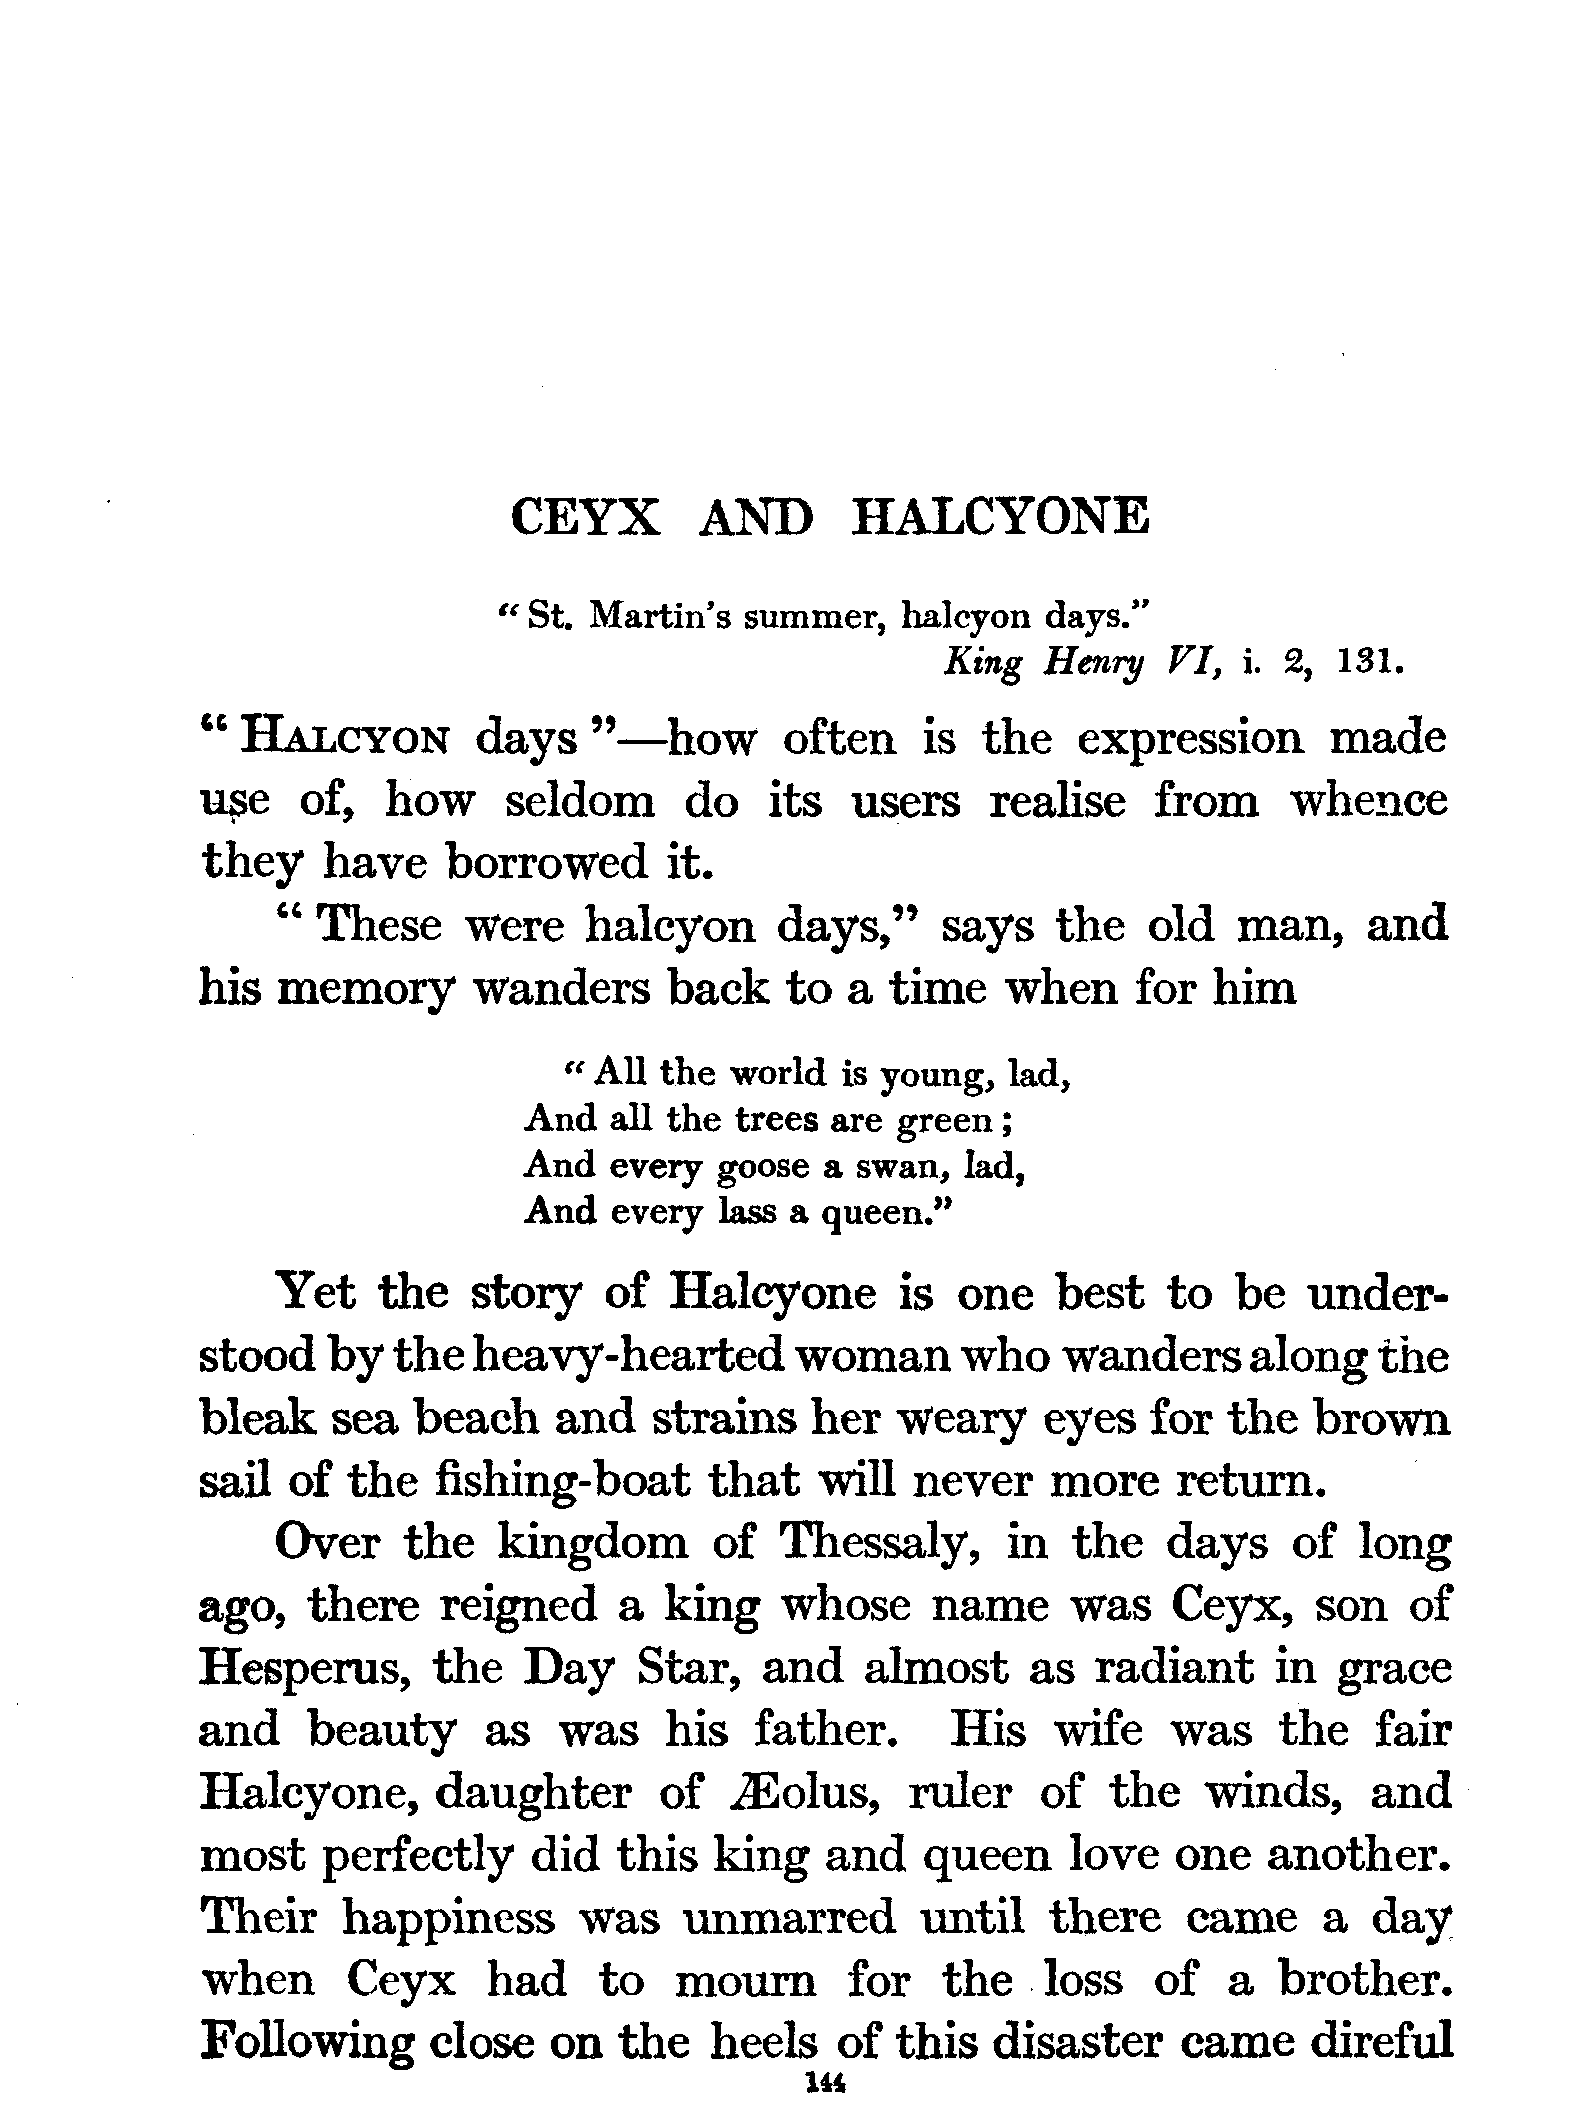 CEYX AND HALCYONE
“St. Martin’s summer, halcyon days.”
King Henry VI, i. 2, 131.
“HALCYON days”—how often is the expression made
use of, how seldom do its users realise from whence
they have borrowed it.
“These were halcyon days,” says the old man, and
his memory wanders back to a time when for him
“All the world is young, lad,
And all the trees are green;
And every goose a swan, lad,
And every lass a queen.”
Yet the story of Halcyone is one best to be under-
stood by the heavy-hearted woman who wanders along the
bleak sea beach and strains her weary eyes for the brown
sail of the fishing-boat that will never more return.
Over the kingdom of Thessaly, in the days of long
ago, there reigned a king whose name was Ceyx, son of
Hesperus, the Day Star, and almost as radiant in grace
and beauty as was his father. His wife was the fair
Halcyone, daughter of Æolus, ruler of the winds, and
most perfectly did this king and queen love one another.
Their happiness was unmarred until there came a day
when Ceyx had to mourn for the loss of a brother.
Following close on the heels of this disaster came direful
144